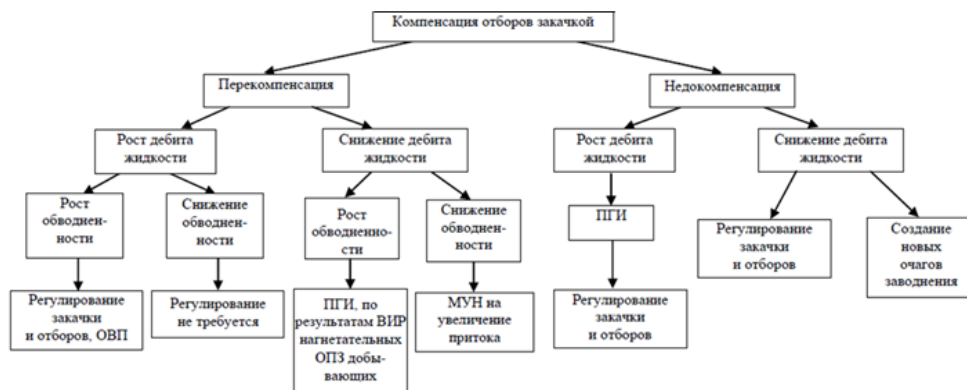 Компенсация отборов закачкой
Перекомпенсация
Недокомпенсация
Рост дебита
жидкости
Снижение дебита
жидкости
Рост дебита
жидкости
Снижение дебита
жидкости
Рост
обводнен-
ности
Снижение
обводнен-
ности
Рост
обводненно-
сти
Снижение
обводнен-
ности
ПГИ
Регулирование
закачки
и отборов
Создание
новых
очагов
заводнения
Регулирование
закачки
и отборов, ОВП
Регулирование
не требуется
ПГИ, по
результатам ВИР
нагнетательных
ОПЗ добы-
вающих
МУН на
увеличение
притока
Регулирование
закачки
и отборов